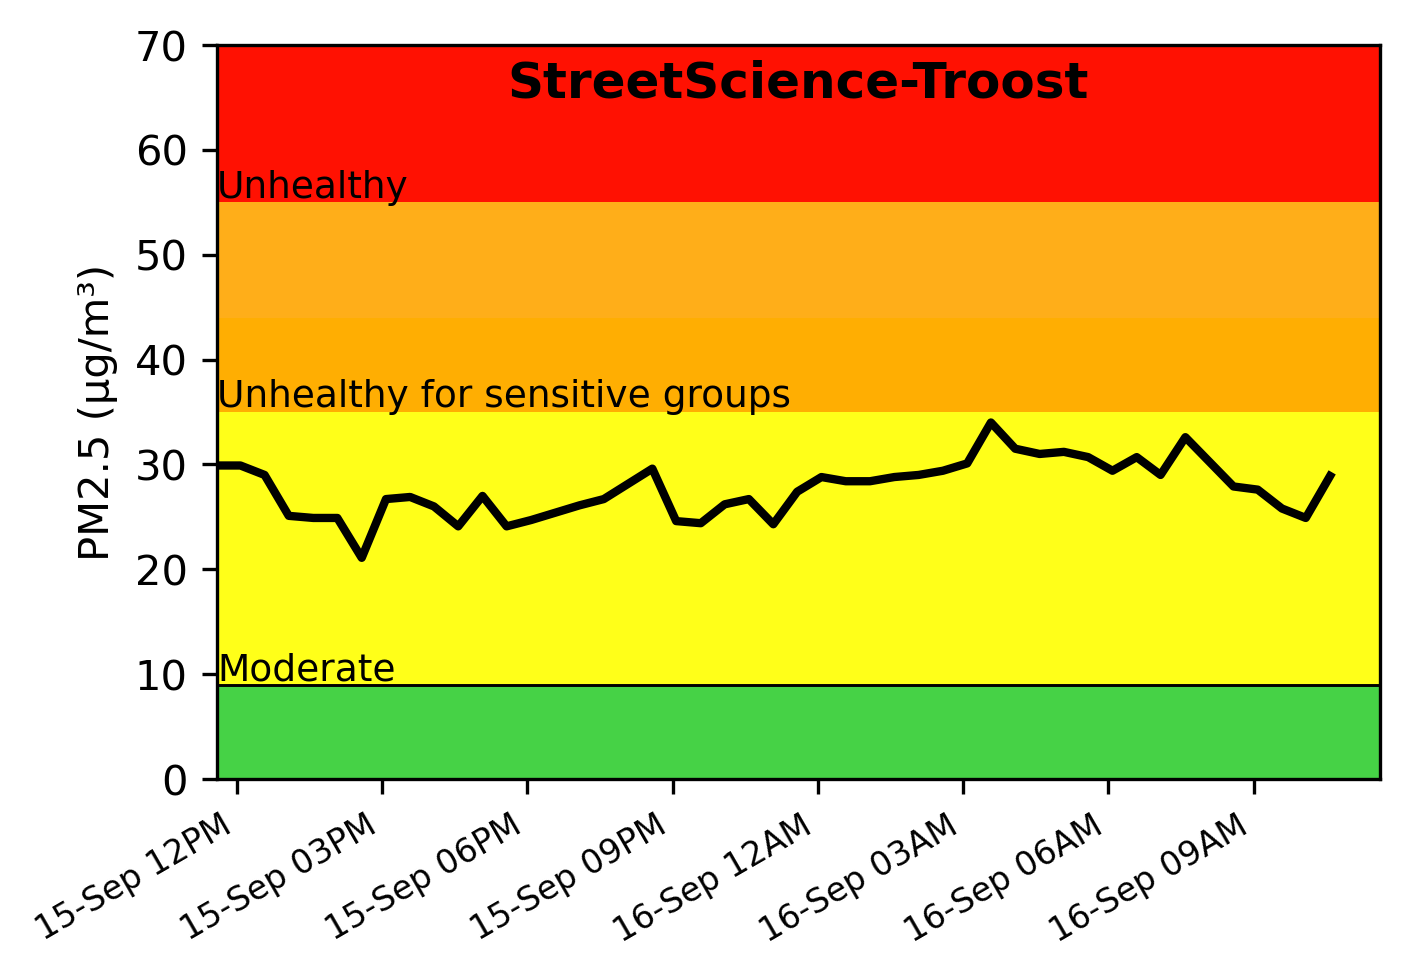 StreetScience-Troost
70
60
50
40
30
20
10
0
PM2.5 (µg/m³)
Unhealthy
Unhealthy for sensitive groups
Moderate
15-Sep 12PM
15-Sep 03PM
15-Sep 06PM
15-Sep 09PM
16-Sep 12AM
16-Sep 03AM
16-Sep 06AM
16-Sep 09AM